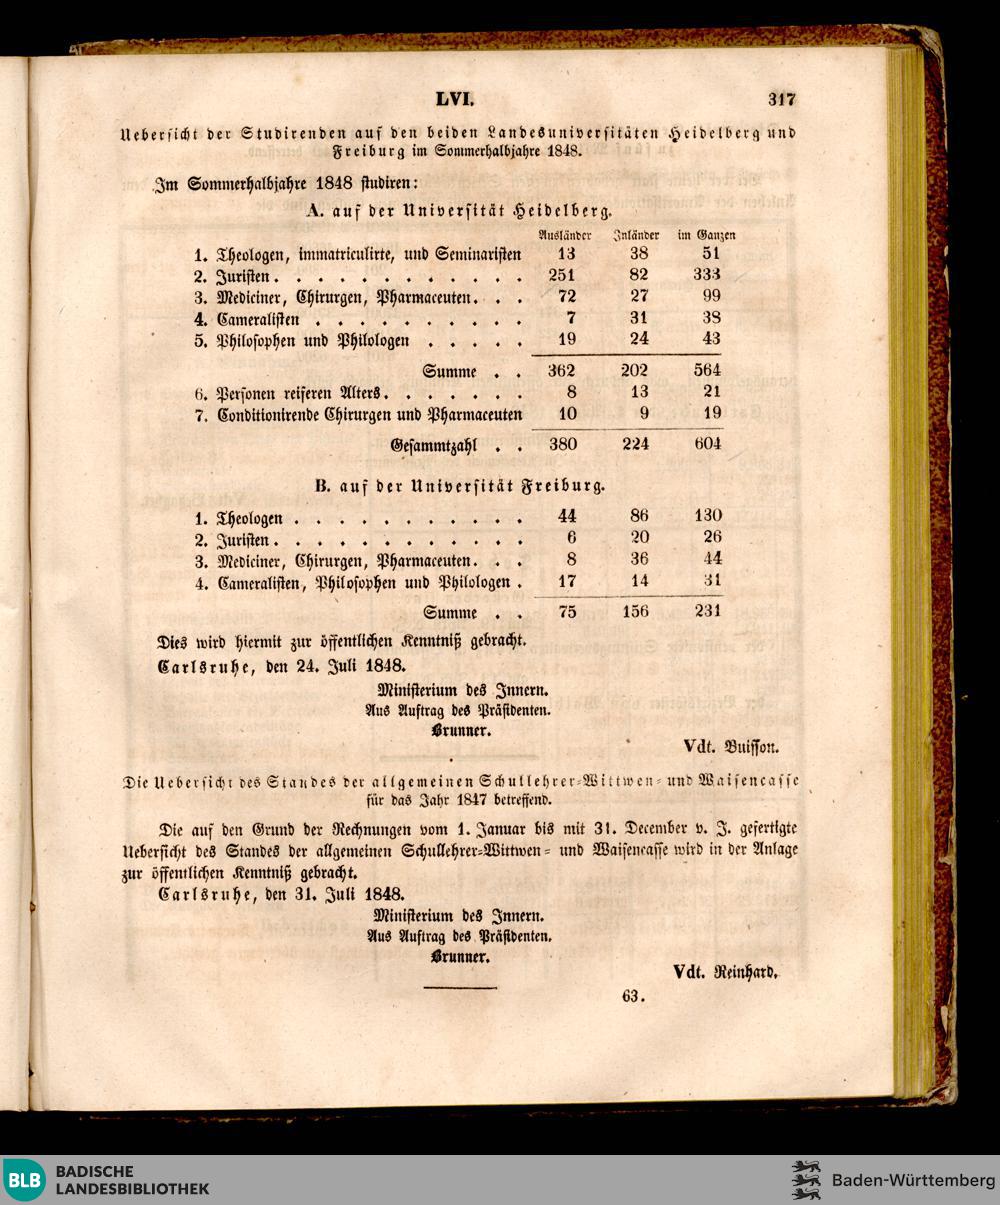 LVI. 317
Uebersicht der Studirenden auf den beiden Landesuniversitäten Heidelberg und
Freiburg im Sommerhalbjahre 1848.
Im Sommerhalbjahre 1848 studiren:
A. auf der Universität Heidelberg.
Ausländer Inländer im Ganzen
1. Theologen, immatriculirte, und Seminaristen 13 38 51
2. Juristen . . . . . . . . . . . 251 82 333
3. Mediciner, Chirurgen, Pharmaceuten . . . 72 27 99
4. Cameralisten . . . . . . . . . . 7 31 38
5. Philosophen und Philologen . . . . . 19 24 43
Summe . . 362 202 564
6. Personen reiferen Alters . . . . . . . 8 13 21
7. Conditionirende Chirurgen und Pharmaceuten 10 9 19
Gesammtzahl . . 380 224 604
B. auf der Universität Freiburg.
1. Theologen . . . . . . . . . . . 44 86 130
2. Juristen . . . . . . . . . . . . 6 20 26
3. Mediciner, Chirurgen, Pharmaceuten . . . 8 36 44
4. Cameralisten, Philosophen und Philologen . 17 14 31
Summe . . 75 156 231
Dies wird hiermit zur öffentlichen Kenntniß gebracht.
Carlsruhe, den 24. Juli 1848.
Ministerium des Innern.
Aus Auftrag des Präsidenten.
Brunner.
Vdt. Buisson.
Die Uebersicht des Standes der allgemeinen Schullehrer-Wittwen- und Waisencasse
für das Jahr 1847 betreffend.
Die auf den Grund der Rechnungen vom 1. Januar bis mit 31. December v. J. gefertigte
Uebersicht des Standes der allgemeinen Schullehrer-Wittwen- und Waisencasse wird in der Anlage
zur öffentlichen Kenntniß gebracht.
Carlsruhe, den 31. Juli 1848.
Ministerium des Innern.
Aus Auftrag des Präsidenten.
Brunner.
Vdt. Reinhard.
63.
BLB BADISCHE
LANDESBIBLIOTHEK
Baden-Württemberg